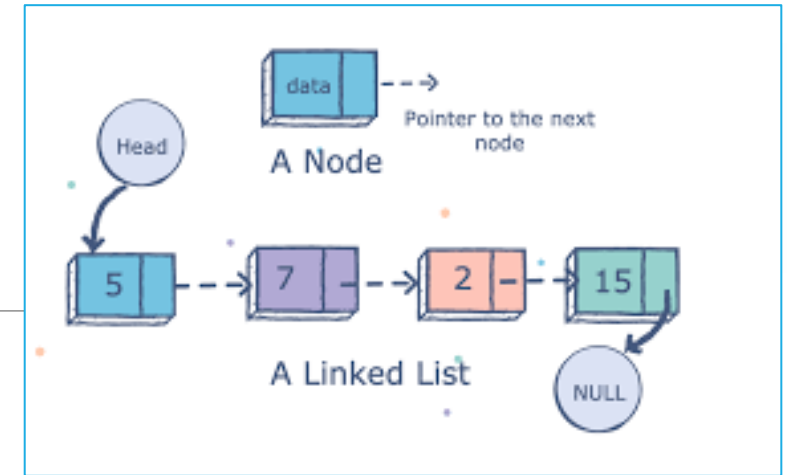 data
Pointer to the next
node
Head
A Node
5
7
2
15
A Linked List
NULL